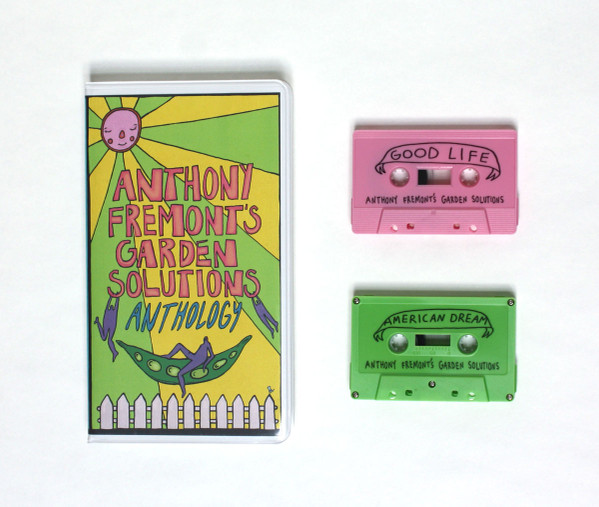 ANTHONY
FREMONT'S
GARDEN
SOLUTIONS
ANTHOLOGY
GOOD LIFE
ANTHONY FREMONT'S GARDEN SOLUTIONS
AMERICAN DREAM
ANTHONY FREMONT'S GARDEN SOLUTIONS